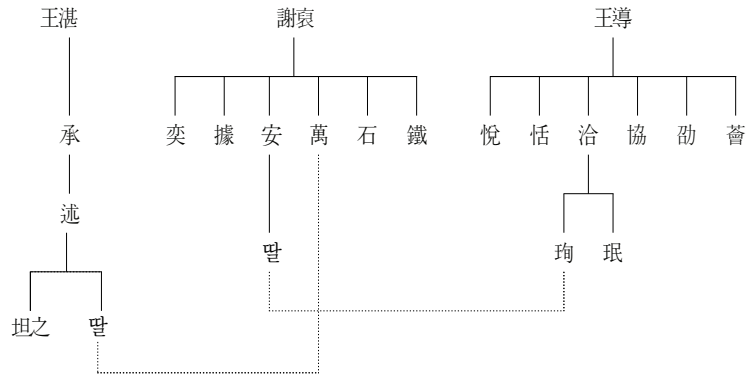 王湛 謝裒 王導
承 奕 據 安 萬 石 鐵 悅 恬 洽 協 劭 薈
述
딸 珣 珉
坦之 딸